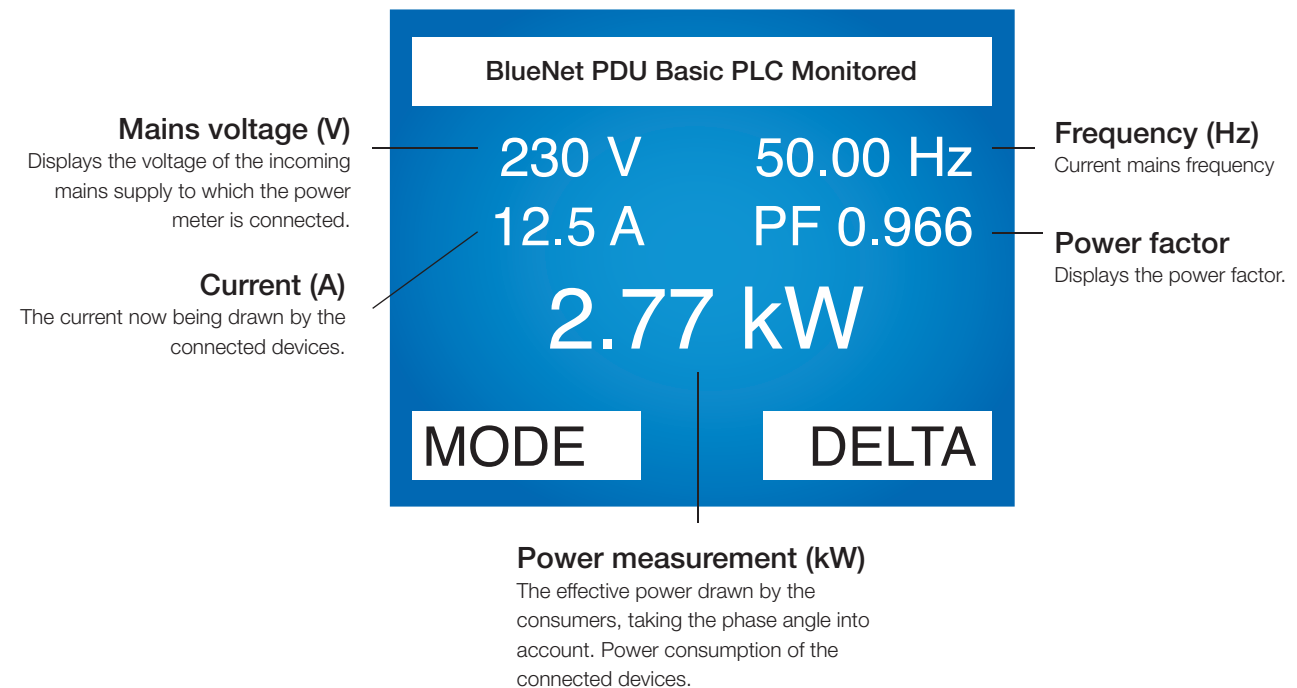 BlueNet PDU Basic PLC Monitored
Mains voltage (V)
Displays the voltage of the incoming
mains supply to which the power
meter is connected.
Current (A)
The current now being drawn by the
connected devices.
230 V
50.00 Hz
12.5 A
PF 0.966
2.77 kW
MODE
DELTA
Frequency (Hz)
Current mains frequency
Power factor
Displays the power factor.
Power measurement (kW)
The effective power drawn by the
consumers, taking the phase angle into
account. Power consumption of the
connected devices.